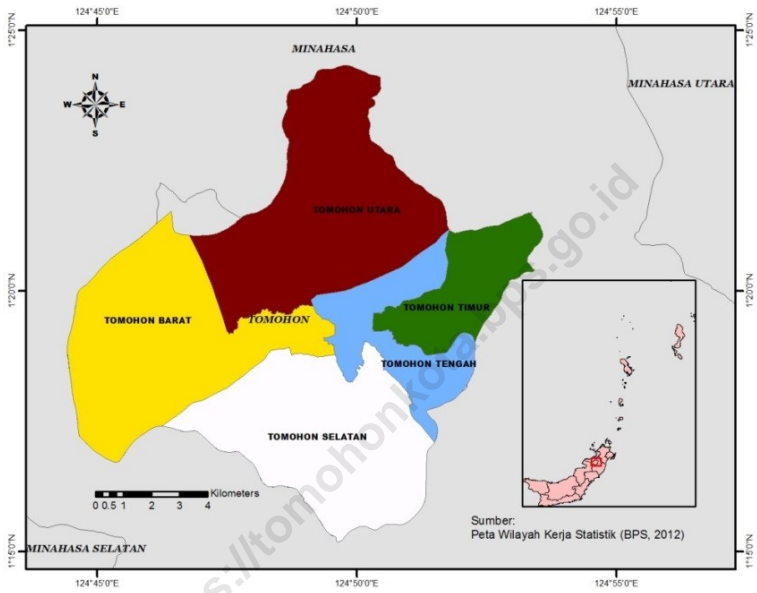 124°45'0"E 124°50'0"E 124°55'0"E
1°25'0"N 1°25'0"N
MINAHASA
MINAHASA UTARA
N
W E
S
TOMOHON UTARA
1°20'0"N 1°20'0"N
TOMOHON BARAT
TOMOHON
TOMOHON TIMUR
TOMOHON TENGAH
TOMOHON SELATAN
Kilometers
0 0.5 1 2 3 4
Sumber:
Peta Wilayah Kerja Statistik (BPS, 2012)
MINAHASA SELATAN
1°15'0"N 1°15'0"N
124°45'0"E 124°50'0"E 124°55'0"E
s://tomohonkota.bps.go.id